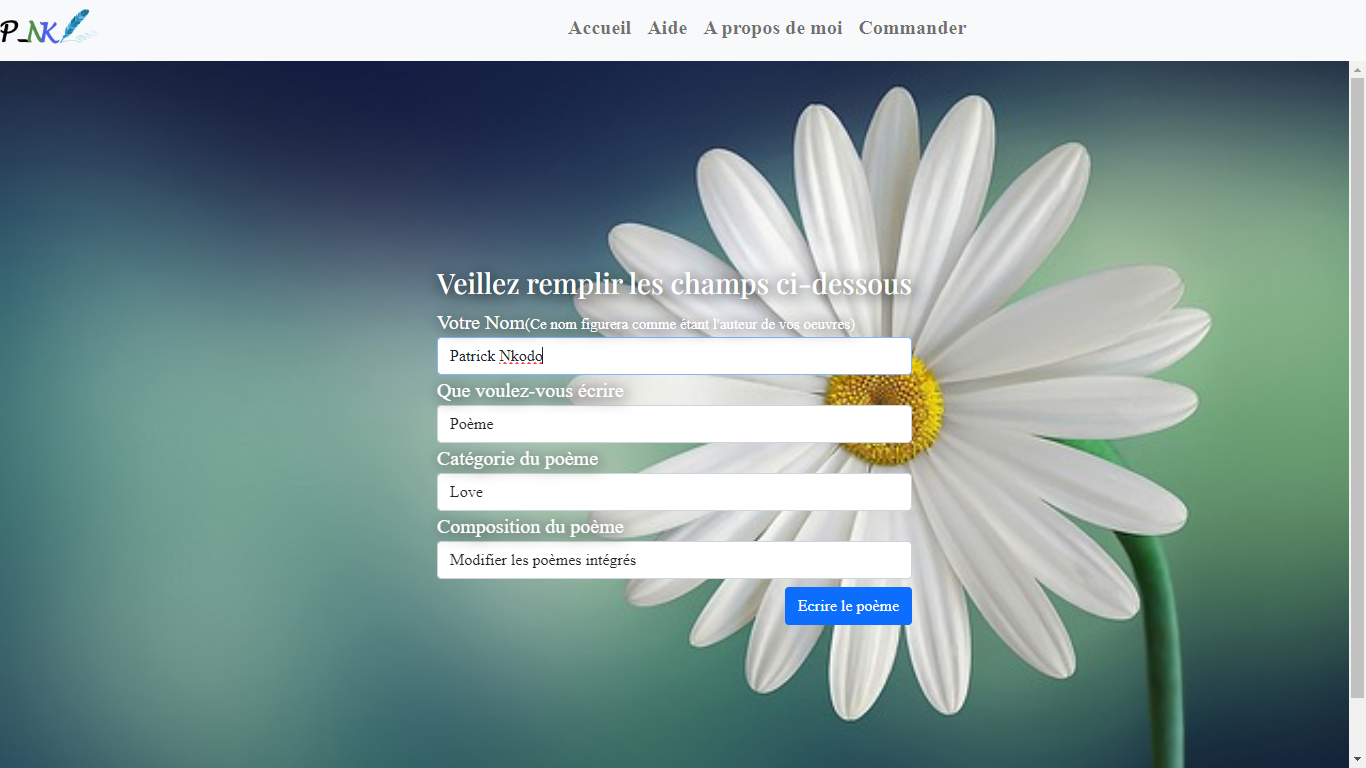 P_NK
Accueil Aide A propos de moi Commander
Veillez remplir les champs ci-dessous
Votre Nom(Ce nom figurera comme étant l'auteur de vos oeuvres)
Patrick Nkodo
Que voulez-vous écrire
Poème
Catégorie du poème
Love
Composition du poème
Modifier les poèmes intégrés
Ecrire le poème